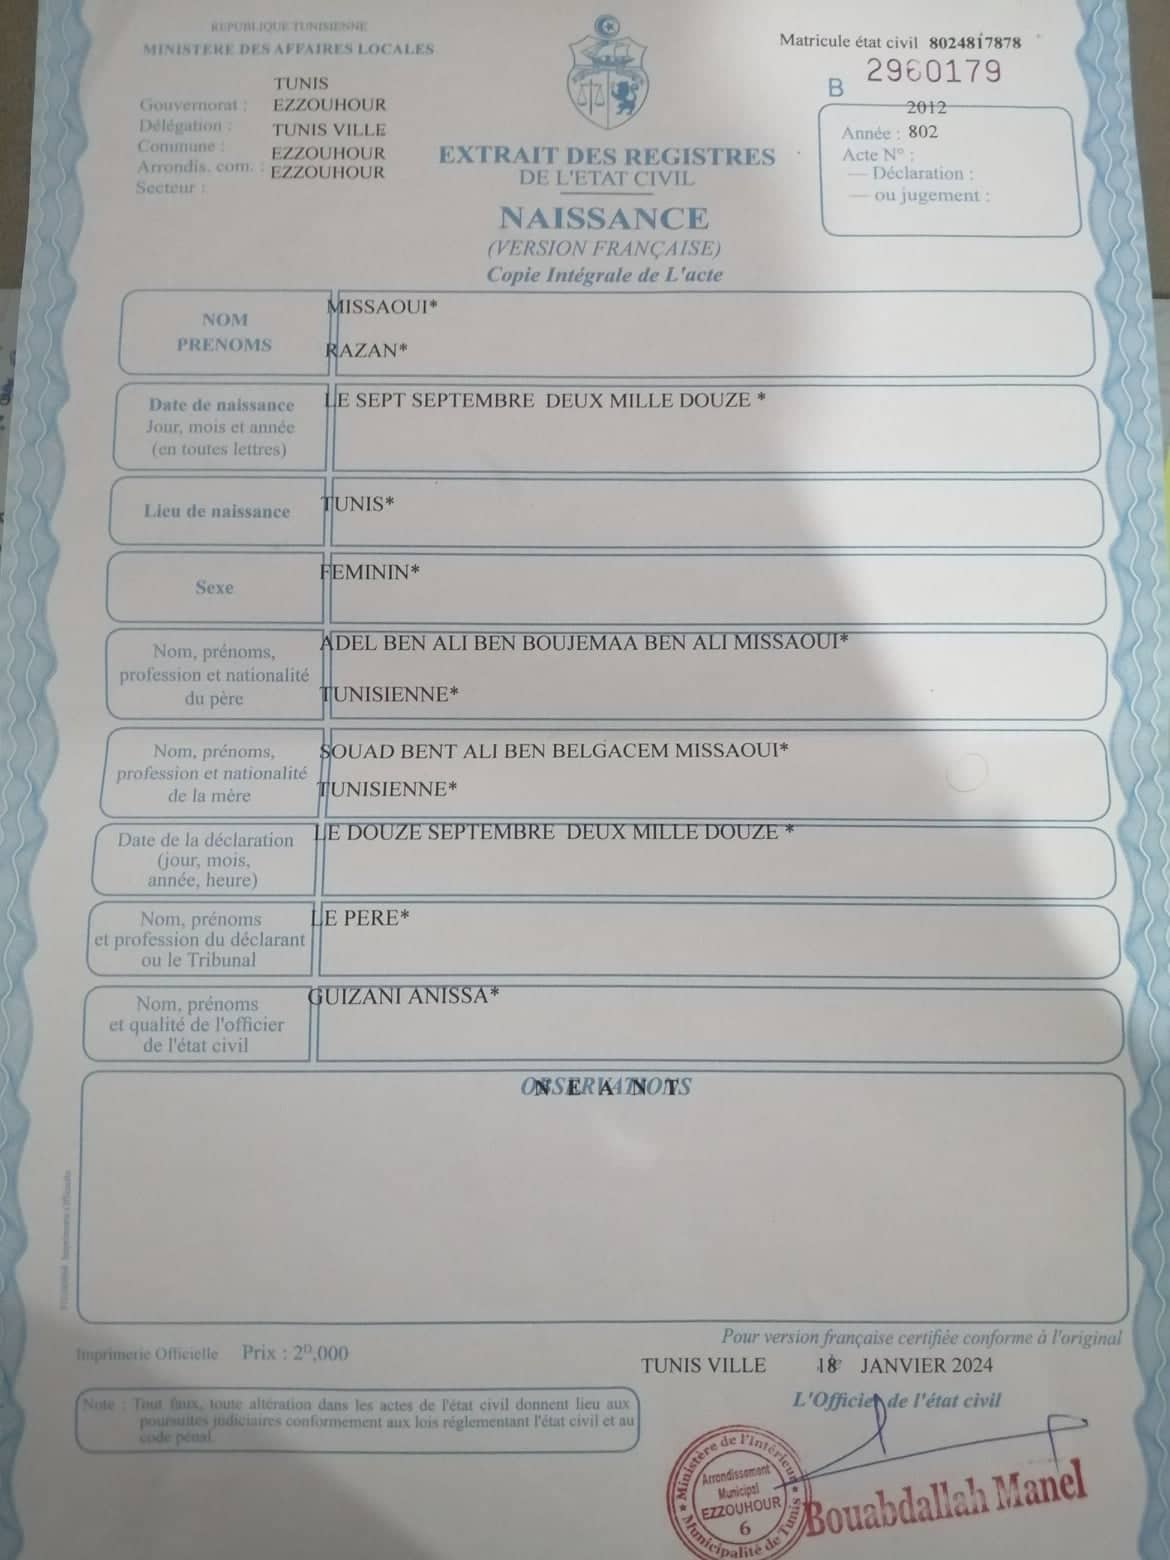 REPUBLIQUE TUNISIENNE
MINISTERE DES AFFAIRES LOCALES
TUNIS
Gouvernorat : EZZOUHOUR
Délégation : TUNIS VILLE
Commune : EZZOUHOUR
Arrondis. com. : EZZOUHOUR
Secteur :
Matricule état civil 8024817878
B 2960179
2012
Année : 802
Acte N° :
— Déclaration :
— ou jugement :
EXTRAIT DES REGISTRES
DE L'ETAT CIVIL
NAISSANCE
(VERSION FRANÇAISE)
Copie Intégrale de L'acte
NOM
PRENOMS
MISSAOUI*
RAZAN*
Date de naissance
Jour, mois et année
(en toutes lettres)
LE SEPT SEPTEMBRE DEUX MILLE DOUZE *
Lieu de naissance
TUNIS*
Sexe
FEMININ*
Nom, prénoms,
profession et nationalité
du père
ADEL BEN ALI BEN BOUJEMAA BEN ALI MISSAOUI*
TUNISIENNE*
Nom, prénoms,
profession et nationalité
de la mère
SOUAD BENT ALI BEN BELGACEM MISSAOUI*
TUNISIENNE*
Date de la déclaration
(jour, mois,
année, heure)
LE DOUZE SEPTEMBRE DEUX MILLE DOUZE *
Nom, prénoms
et profession du déclarant
ou le Tribunal
LE PERE*
Nom, prénoms
et qualité de l'officier
de l'état civil
GUIZANI ANISSA*
OBSERVATIONS
N E A N T
Imprimerie Officielle Prix : 2ᴰ,000
Note : Tout faux, toute altération dans les actes de l'état civil donnent lieu aux
poursuites judiciaires conformement aux lois réglementant l'état civil et au
code pénal.
Pour version française certifiée conforme à l'original
TUNIS VILLE 18 JANVIER 2024
L'Officier de l'état civil
Ministère de l'Intérieur
Arrondissement
Municipal
EZZOUHOUR
6
Municipalité de Tunis
Bouabdallah Manel